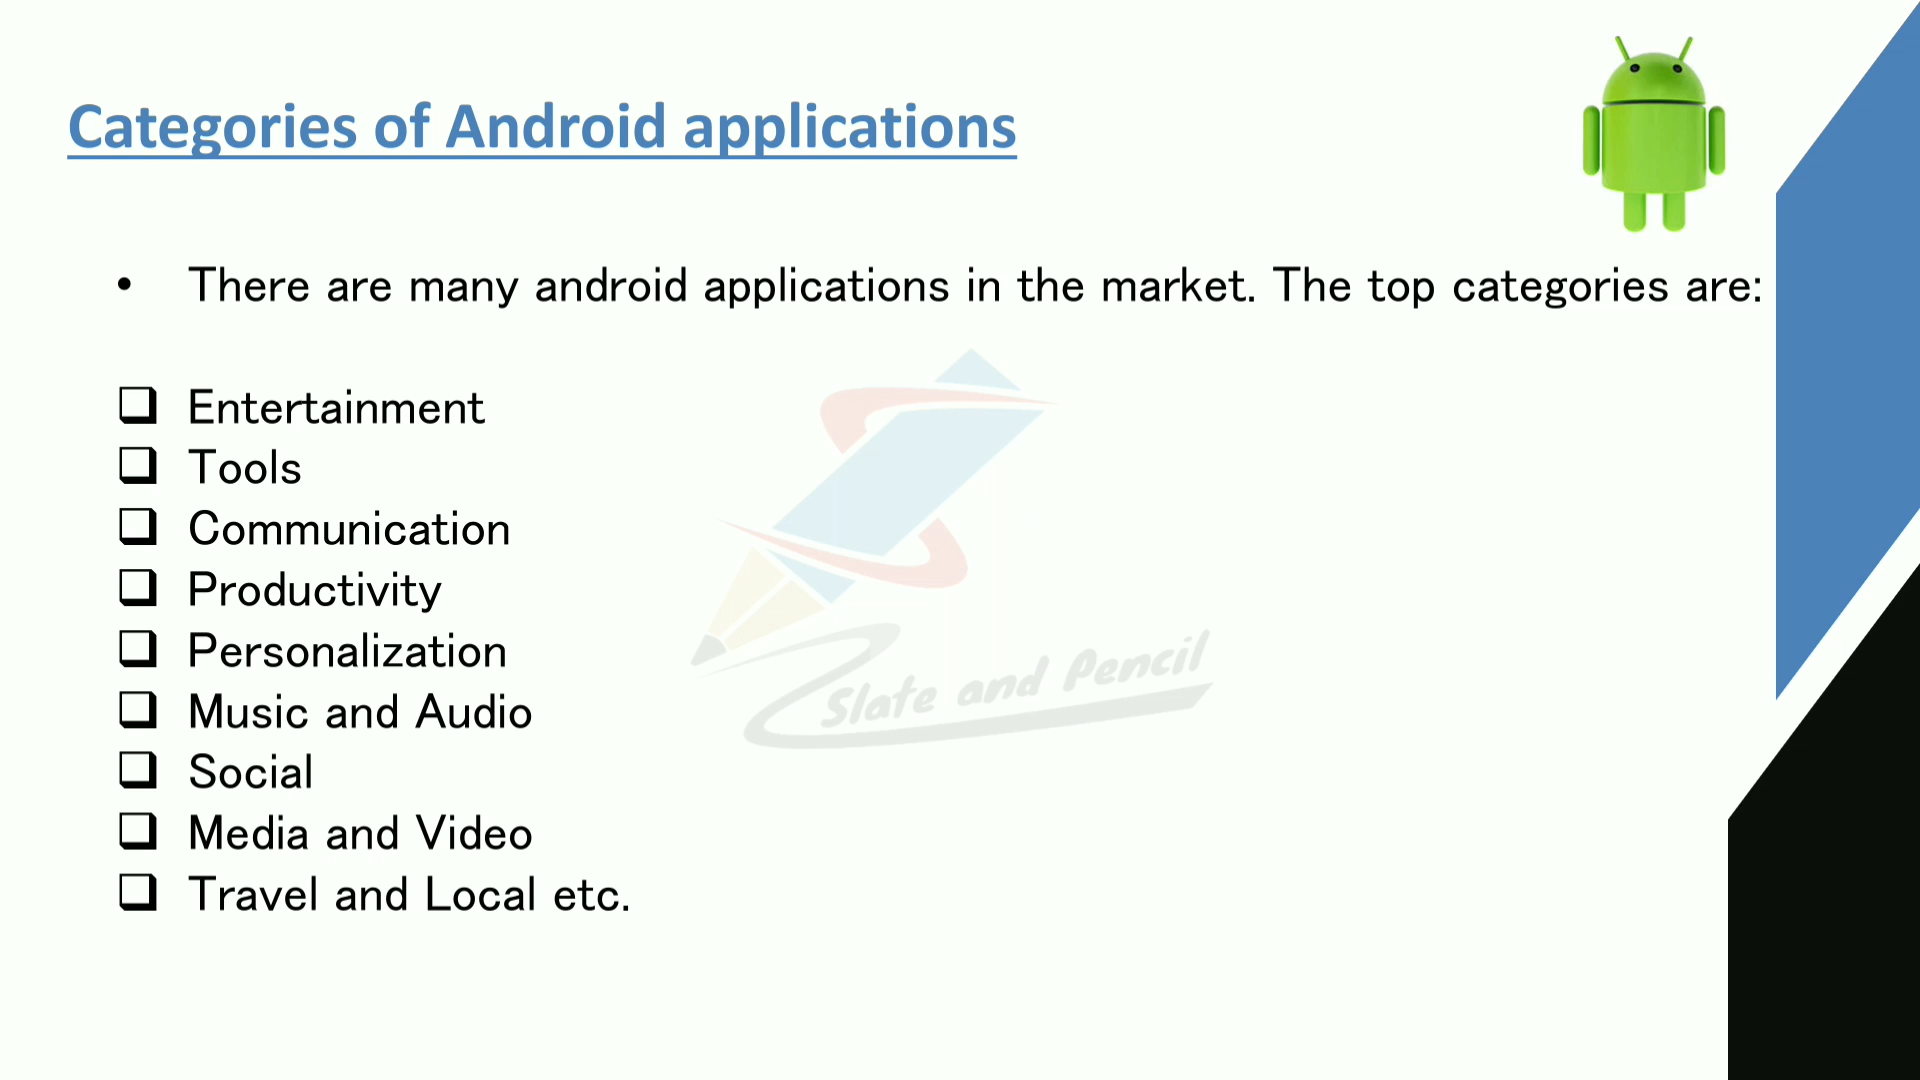 Categories of Android applications
• There are many android applications in the market. The top categories are:
❑ Entertainment
❑ Tools
❑ Communication
❑ Productivity
❑ Personalization
❑ Music and Audio
❑ Social
❑ Media and Video
❑ Travel and Local etc.
Slate and Pencil